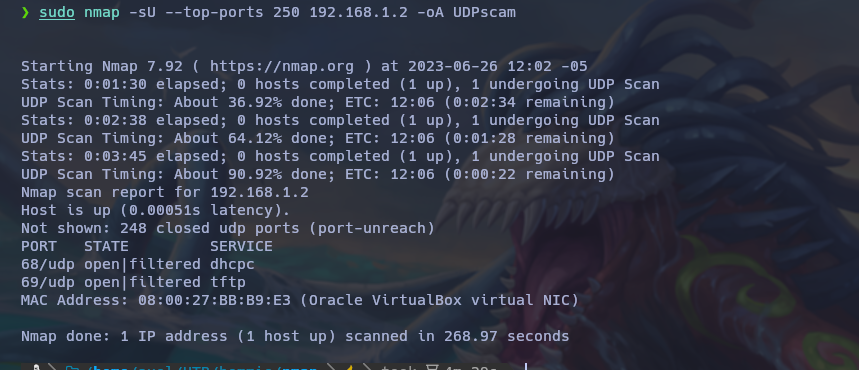 ❯ sudo nmap -sU --top-ports 250 192.168.1.2 -oA UDPscam
Starting Nmap 7.92 ( https://nmap.org ) at 2023-06-26 12:02 -05
Stats: 0:01:30 elapsed; 0 hosts completed (1 up), 1 undergoing UDP Scan
UDP Scan Timing: About 36.92% done; ETC: 12:06 (0:02:34 remaining)
Stats: 0:02:38 elapsed; 0 hosts completed (1 up), 1 undergoing UDP Scan
UDP Scan Timing: About 64.12% done; ETC: 12:06 (0:01:28 remaining)
Stats: 0:03:45 elapsed; 0 hosts completed (1 up), 1 undergoing UDP Scan
UDP Scan Timing: About 90.92% done; ETC: 12:06 (0:00:22 remaining)
Nmap scan report for 192.168.1.2
Host is up (0.00051s latency).
Not shown: 248 closed udp ports (port-unreach)
PORT   STATE         SERVICE
68/udp open|filtered dhcpc
69/udp open|filtered tftp
MAC Address: 08:00:27:BB:B9:E3 (Oracle VirtualBox virtual NIC)
Nmap done: 1 IP address (1 host up) scanned in 268.97 seconds